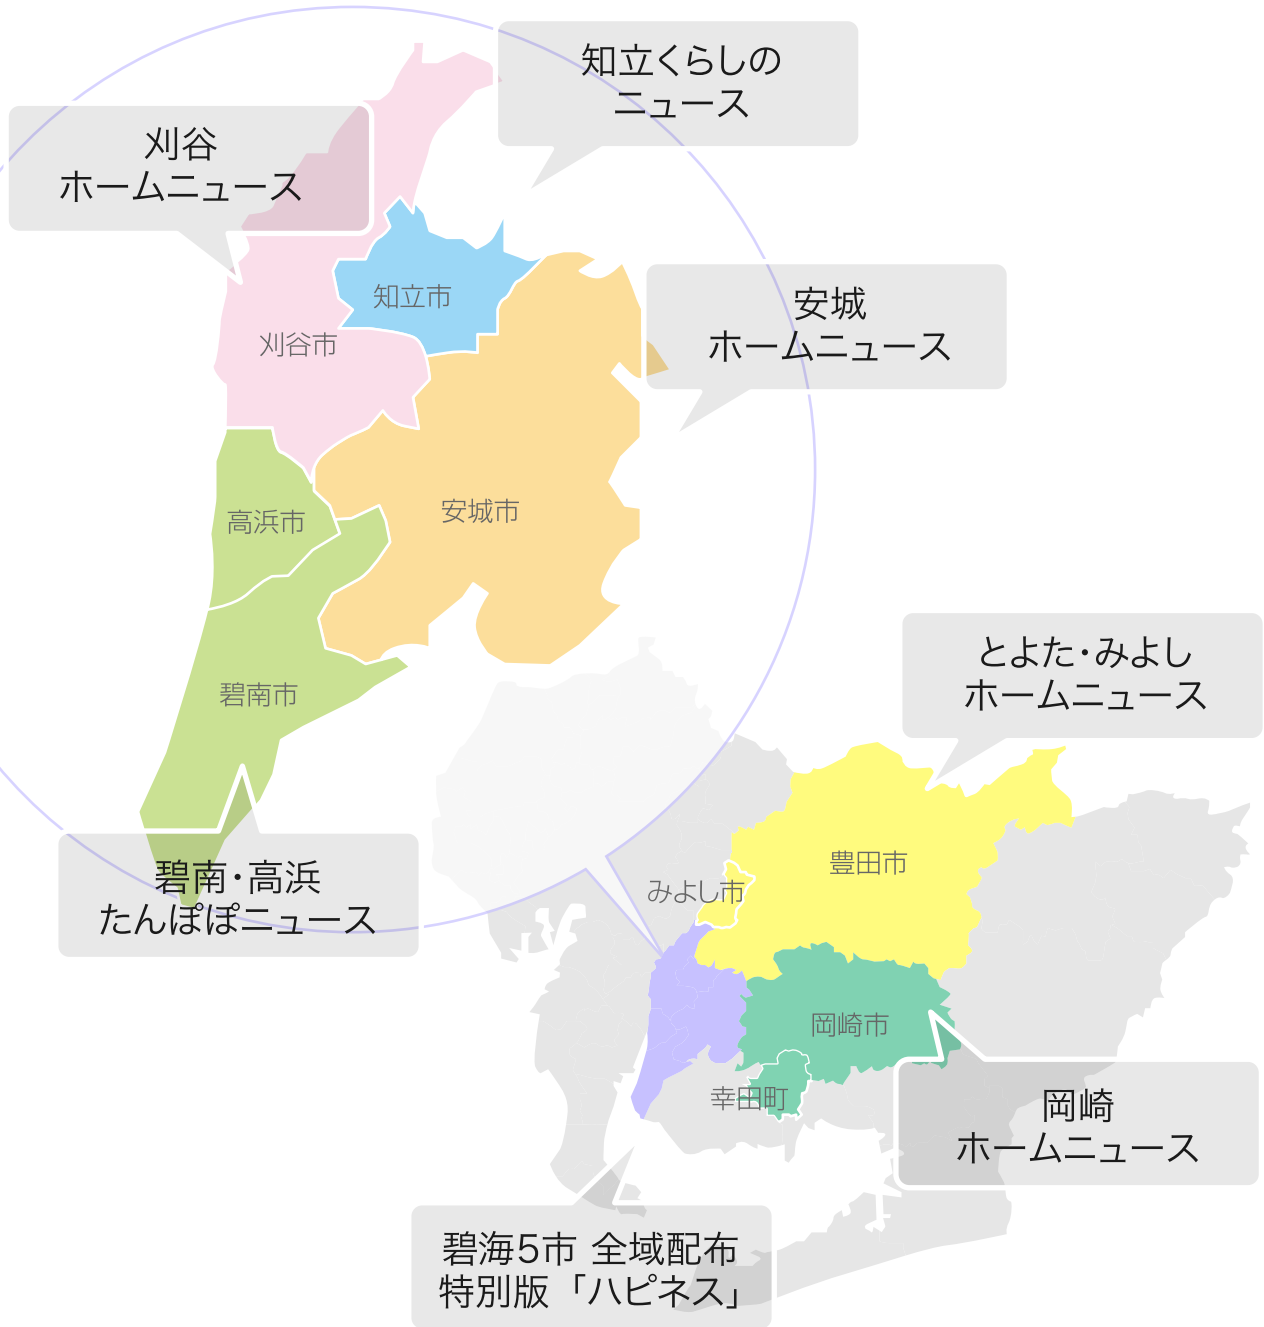 知立くらしの
ニュース
刈谷
ホームニュース
知立市
安城
ホームニュース
刈谷市
安城市
高浜市
碧南市
とよた・みよし
ホームニュース
碧南・高浜
たんぽぽニュース
豊田市
みよし市
岡崎市
幸田町
岡崎
ホームニュース
碧海5市 全域配布
特別版「ハピネス」